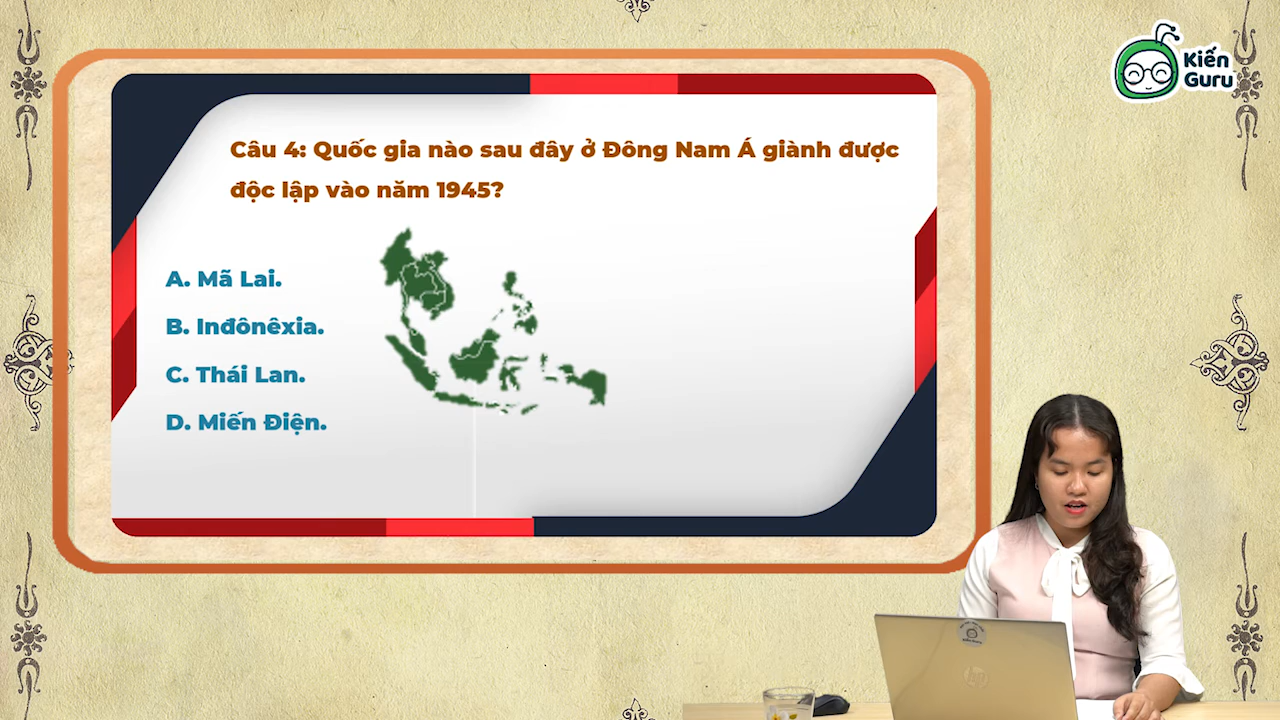 Kiến
Guru
Câu 4: Quốc gia nào sau đây ở Đông Nam Á giành được
độc lập vào năm 1945?
A. Mã Lai.
B. Inđônêxia.
C. Thái Lan.
D. Miến Điện.